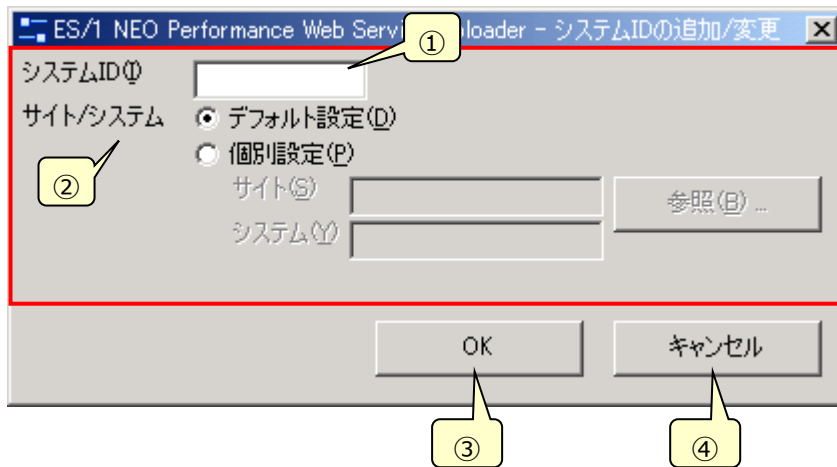 ES/1 NEO Performance Web Servi ploader - システムIDの追加/変更
①
システムID(I)
サイト/システム
デフォルト設定(D)
個別設定(P)
②
サイト(S)
参照(B) ...
システム(Y)
OK
キャンセル
③
④